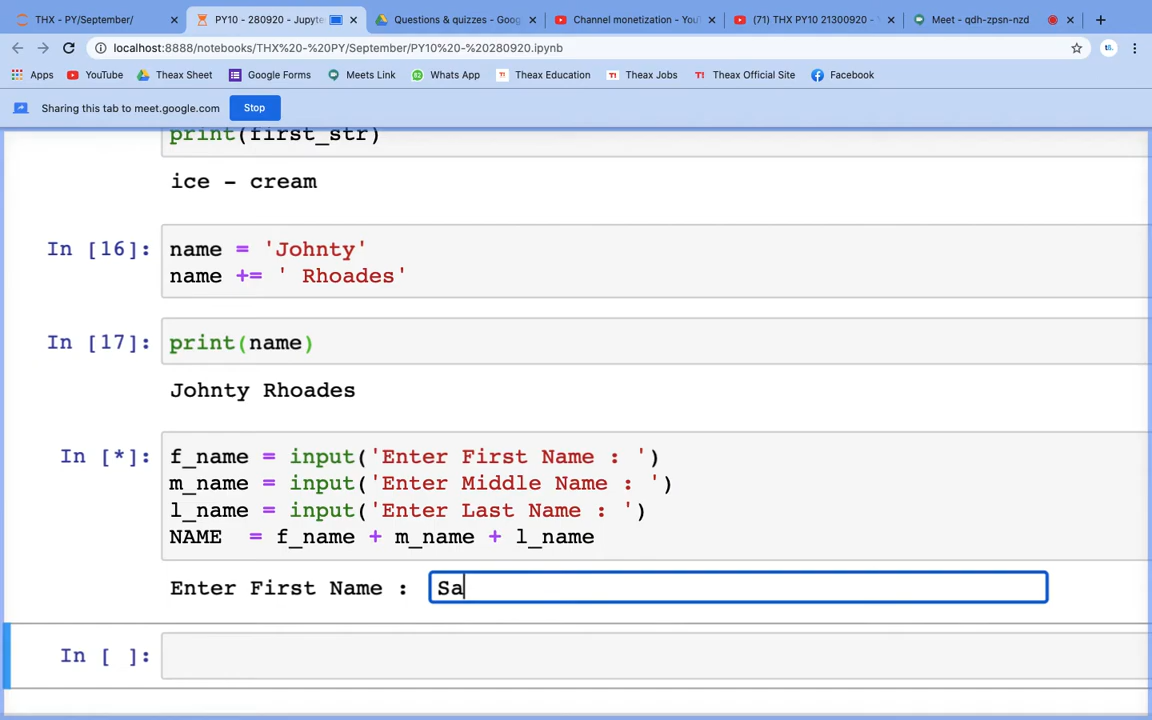 THX - PY/September/
PY10 - 280920 - Jupyte
Questions & quizzes - Goog
Channel monetization - You
(71) THX PY10 21300920 -
Meet - qdh-zpsn-nzd
localhost:8888/notebooks/THX%20-%20PY/September/PY10%20-%20280920.ipynb
Apps YouTube Theax Sheet Google Forms Meets Link Whats App Theax Education Theax Jobs Theax Official Site Facebook
Sharing this tab to meet.google.com Stop
print(first_str)
ice - cream
In [16]: name = 'Johnty'
name += ' Rhoades'
In [17]: print(name)
Johnty Rhoades
In [*]: f_name = input('Enter First Name : ')
m_name = input('Enter Middle Name : ')
l_name = input('Enter Last Name : ')
NAME  = f_name + m_name + l_name
Enter First Name : Sa
In [ ]: